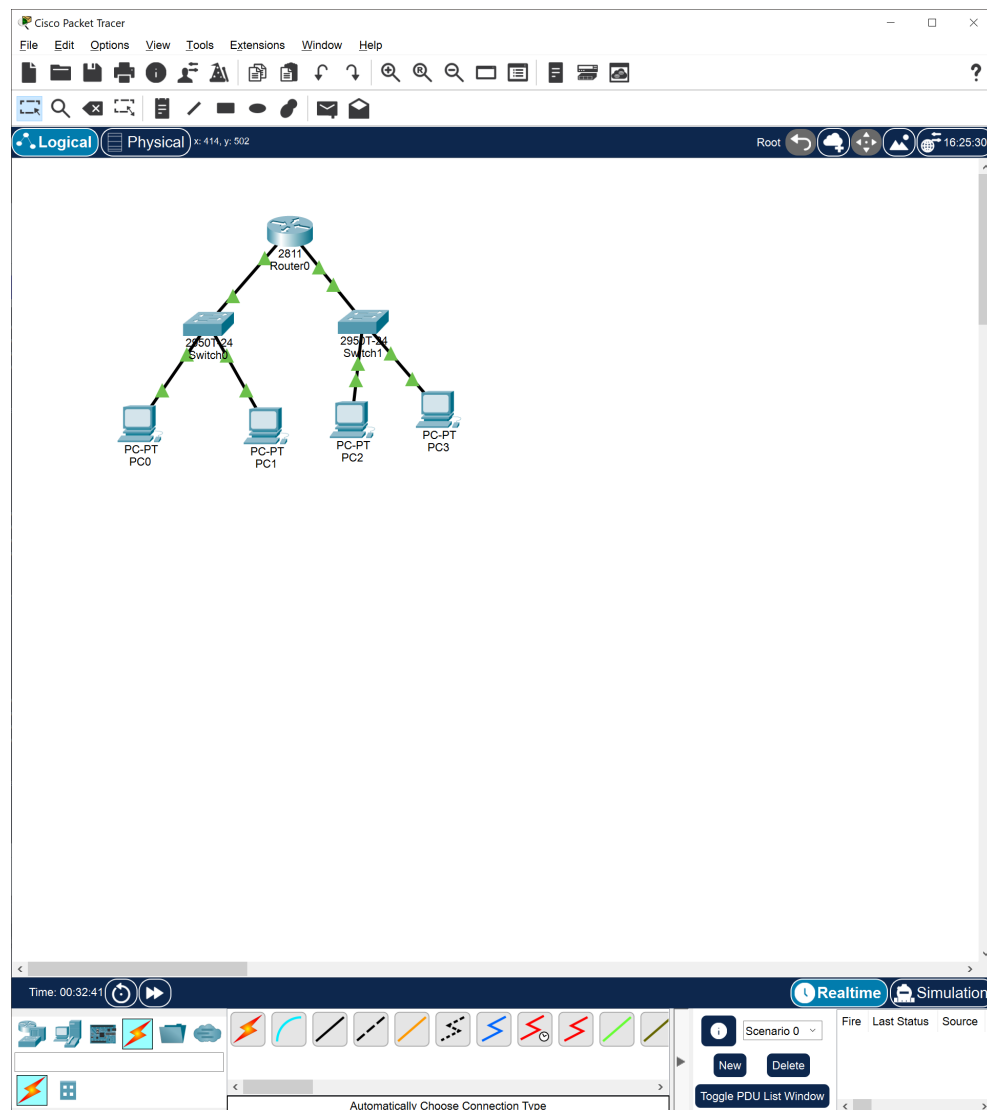 Cisco Packet Tracer
File Edit Options View Tools Extensions Window Help
?
Logical Physical x: 414, y: 502 Root 16:25:30
2811
Router0
2950T-24
Switch0
2950T-24
Switch1
PC-PT
PC0
PC-PT
PC1
PC-PT
PC2
PC-PT
PC3
Time: 00:32:41 Realtime Simulation
Scenario 0
New Delete
Toggle PDU List Window
Fire Last Status Source
Automatically Choose Connection Type